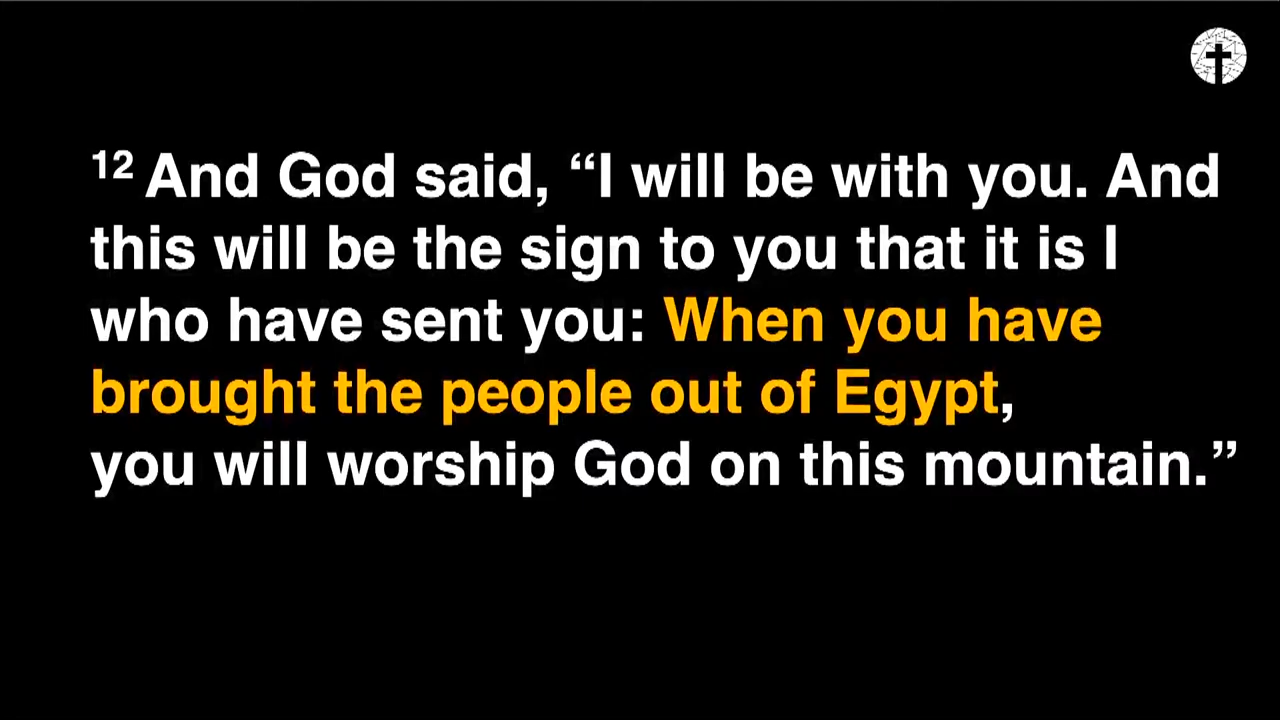 12 And God said, “I will be with you. And
this will be the sign to you that it is I
who have sent you: When you have
brought the people out of Egypt,
you will worship God on this mountain.”